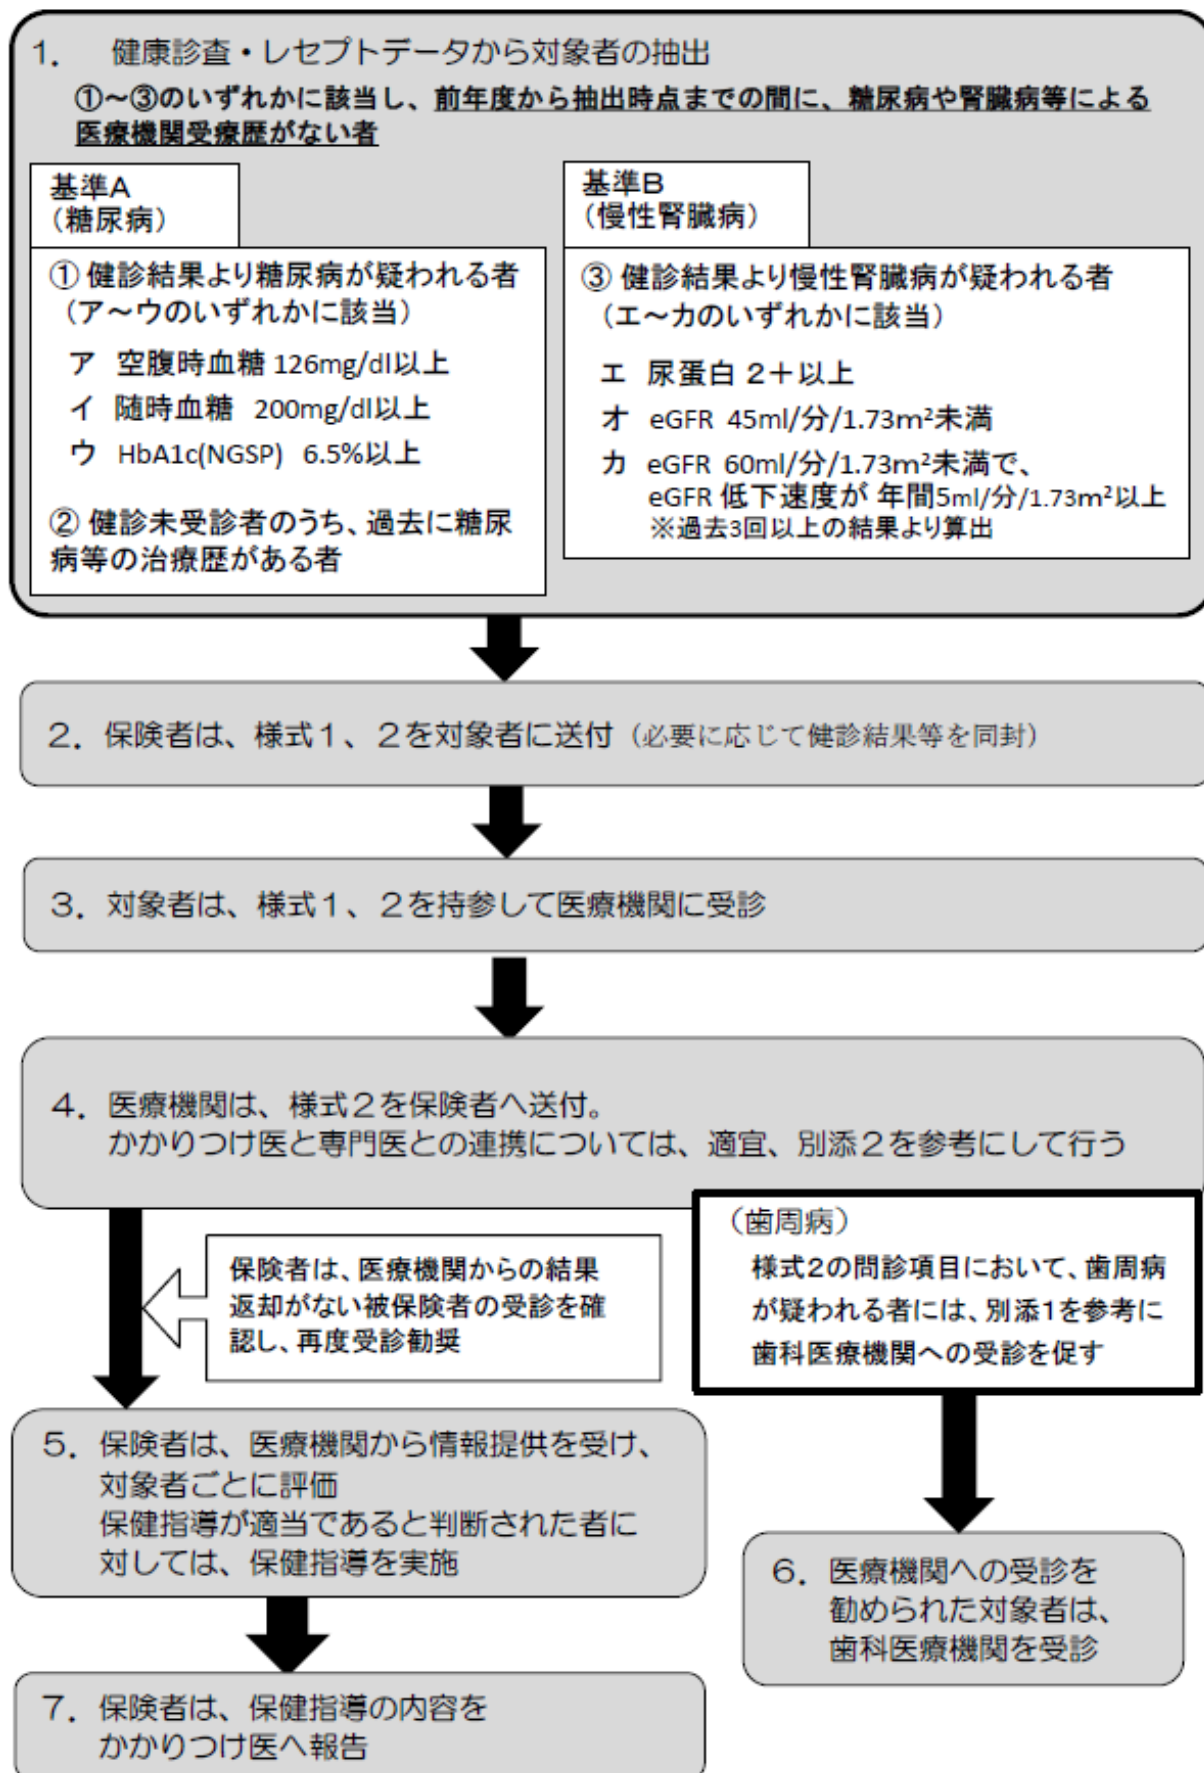 1. 健康診査・レセプトデータから対象者の抽出
①~③のいずれかに該当し、前年度から抽出時点までの間に、糖尿病や腎臓病等による
医療機関受療歴がない者
基準A
(糖尿病)
① 健診結果より糖尿病が疑われる者
(ア~ウのいずれかに該当)
ア 空腹時血糖 126mg/dl以上
イ 随時血糖 200mg/dl以上
ウ HbA1c(NGSP) 6.5%以上
② 健診未受診者のうち、過去に糖尿
病等の治療歴がある者
基準B
(慢性腎臓病)
③ 健診結果より慢性腎臓病が疑われる者
(エ~カのいずれかに該当)
エ 尿蛋白 2+以上
オ eGFR 45ml/分/1.73m²未満
カ eGFR 60ml/分/1.73m²未満で、
eGFR 低下速度が 年間5ml/分/1.73m²以上
※過去3回以上の結果より算出
2. 保険者は、様式1、2を対象者に送付(必要に応じて健診結果等を同封)
3. 対象者は、様式1、2を持参して医療機関に受診
4. 医療機関は、様式2を保険者へ送付。
かかりつけ医と専門医との連携については、適宜、別添2を参考にして行う
保険者は、医療機関からの結果
返却がない被保険者の受診を確
認し、再度受診勧奨
(歯周病)
様式2の問診項目において、歯周病
が疑われる者には、別添1を参考に
歯科医療機関への受診を促す
5. 保険者は、医療機関から情報提供を受け、
対象者ごとに評価
保健指導が適当であると判断された者に
対しては、保健指導を実施
6. 医療機関への受診を
勧められた対象者は、
歯科医療機関を受診
7. 保険者は、保健指導の内容を
かかりつけ医へ報告